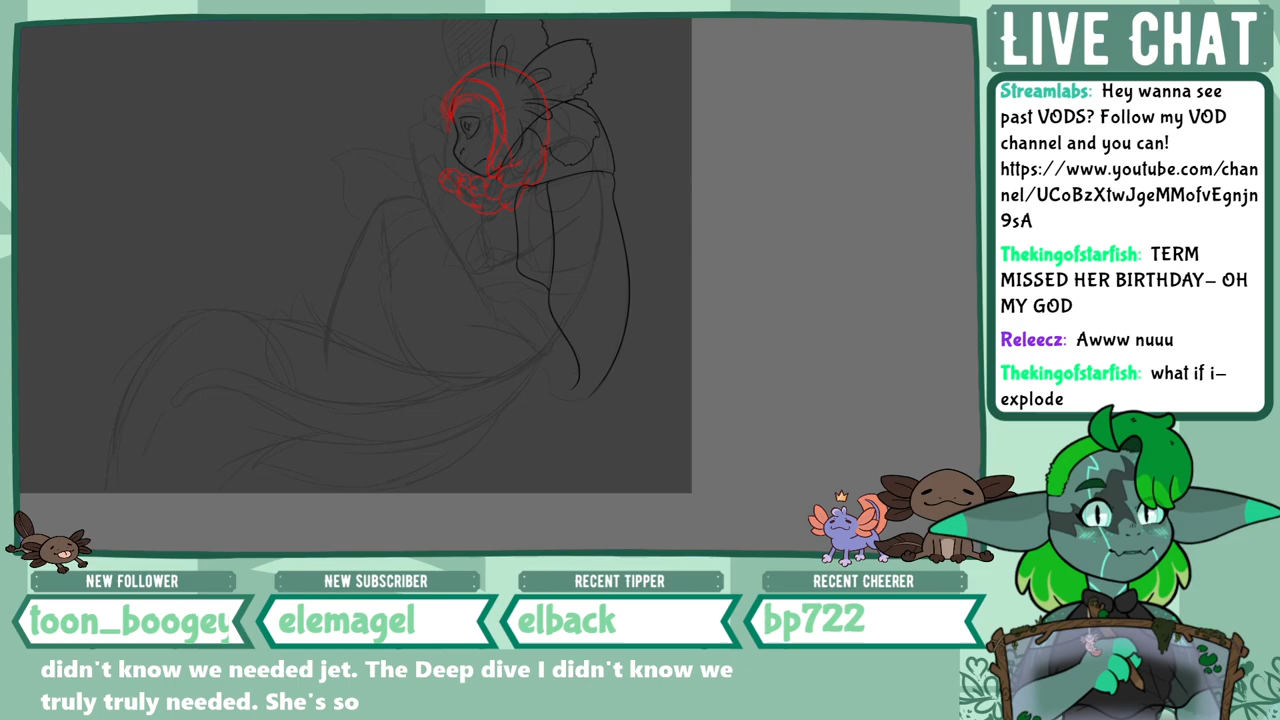 LIVE CHAT
Streamlabs: Hey wanna see
past VODS? Follow my VOD
channel and you can!
https://www.youtube.com/chan
nel/UCoBzXtwJgeMMofvEgnjn
9sA
Thekingofstarfish: TERM
MISSED HER BIRTHDAY– OH
MY GOD
Releecz: Awww nuuu
Thekingofstarfish: what if i–
explode
NEW FOLLOWER
toon_boogey
NEW SUBSCRIBER
elemagel
RECENT TIPPER
elback
RECENT CHEERER
bp722
didn't know we needed jet. The Deep dive I didn't know we
truly truly needed. She's so